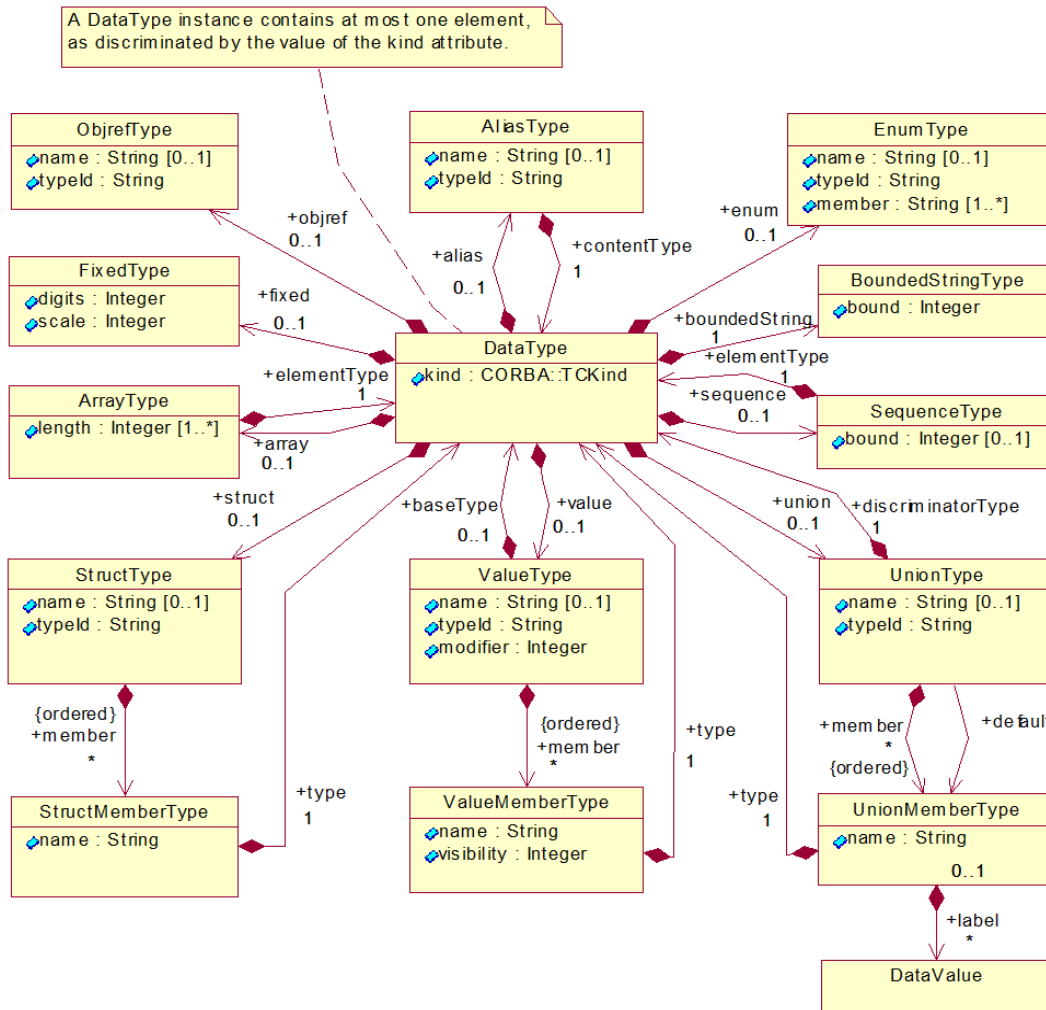 A DataType instance contains at most one element,
as discriminated by the value of the kind attribute.
ObjrefType
name : String [0..1]
typeId : String
AliasType
name : String [0..1]
typeId : String
EnumType
name : String [0..1]
typeId : String
member : String [1..*]
+objref
0..1
+alias
0..1
+contentType
1
+enum
0..1
FixedType
digits : Integer
scale : Integer
+fixed
0..1
BoundedStringType
bound : Integer
+boundedString
1
DataType
kind : CORBA::TCKind
+elementType
1
+elementType
1
+sequence
0..1
ArrayType
length : Integer [1..*]
+array
0..1
SequenceType
bound : Integer [0..1]
+struct
0..1
+baseType
0..1
+value
0..1
+union
0..1
+discriminatorType
1
StructType
name : String [0..1]
typeId : String
ValueType
name : String [0..1]
typeId : String
modifier : Integer
UnionType
name : String [0..1]
typeId : String
{ordered}
+member
*
{ordered}
+member
*
+type
1
+member
*
{ordered}
+default
+type
1
+type
1
StructMemberType
name : String
ValueMemberType
name : String
visibility : Integer
UnionMemberType
name : String
0..1
+label
*
DataValue